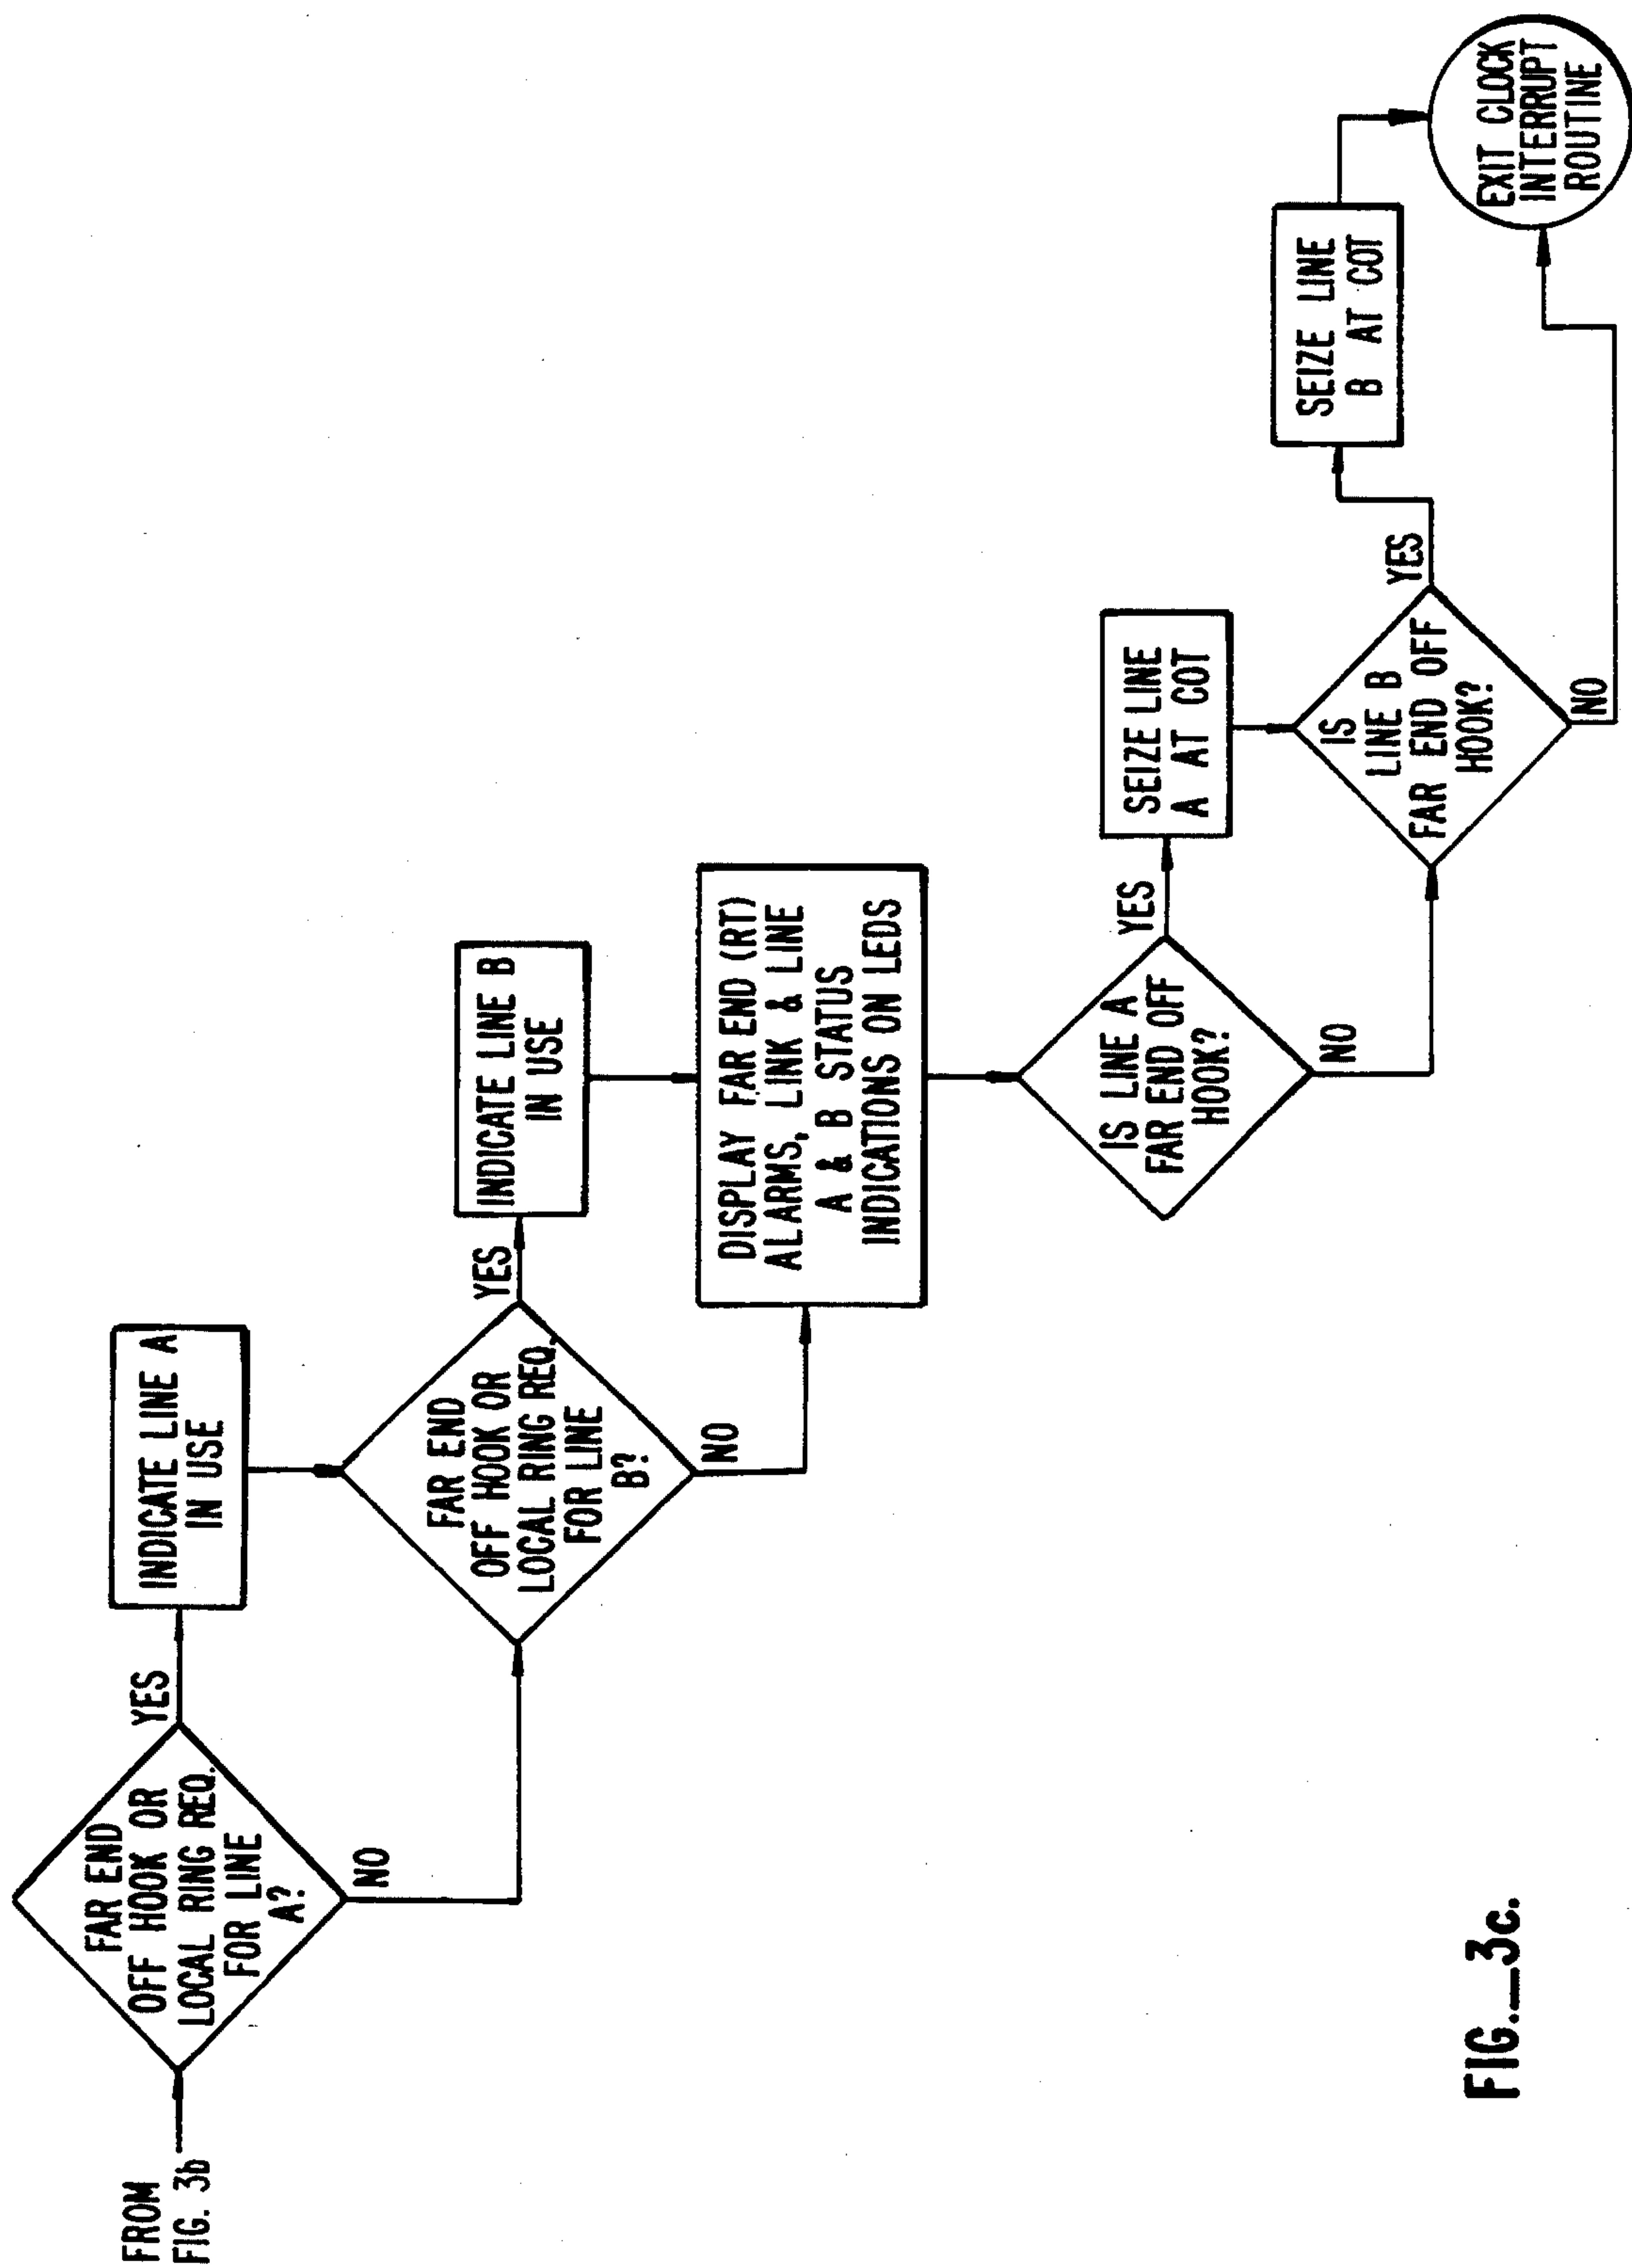 FROM
FIG. 3b
FAR END
OFF HOOK OR
LOCAL RING REQ.
FOR LINE
A?
YES
NO
INDICATE LINE A
IN USE
FAR END
OFF HOOK OR
LOCAL RING REQ.
FOR LINE
B?
YES
NO
INDICATE LINE B
IN USE
DISPLAY FAR END (RT)
ALARMS, LINK & LINE
A & B STATUS
INDICATIONS ON LEDS
IS LINE A
FAR END OFF
HOOK?
YES
NO
SEIZE LINE
A AT COT
IS
LINE B
FAR END OFF
HOOK?
YES
NO
SEIZE LINE
B AT COT
EXIT CLOCK
INTERRUPT
ROUTINE
FIG._3c.